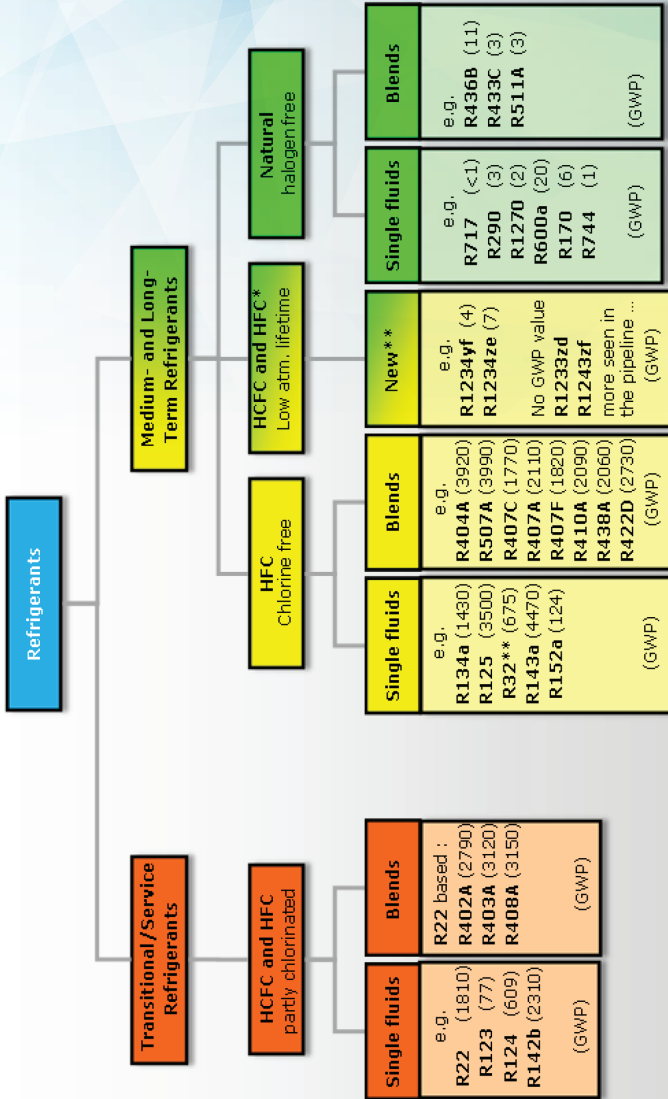 Refrigerants
Transitional/Service
Refrigerants
Medium- and Long-
Term Refrigerants
HCFC and HFC
partly chlorinated
HFC
Chlorine free
HCFC and HFC*
Low atm. lifetime
Natural
halogen free
Single fluids
e.g.
R22 (1810)
R123 (77)
R124 (609)
R142b (2310)
(GWP)
Blends
R22 based :
R402A (2790)
R403A (3120)
R408A (3150)
(GWP)
Single fluids
e.g.
R134a (1430)
R125 (3500)
R32** (675)
R143a (4470)
R152a (124)
(GWP)
Blends
e.g.
R404A (3920)
R507A (3990)
R407C (1770)
R407A (2110)
R407F (1820)
R410A (2090)
R438A (2060)
R422D (2730)
(GWP)
New**
e.g.
R1234yf (4)
R1234ze (7)
No GWP value
R1233zd
R1243zf
more seen in
the pipeline ...
(GWP)
Single fluids
e.g.
R717 (<1)
R290 (3)
R1270 (2)
R600a (20)
R170 (6)
R744 (1)
(GWP)
Blends
e.g.
R436B (11)
R433C (3)
R511A (3)
(GWP)